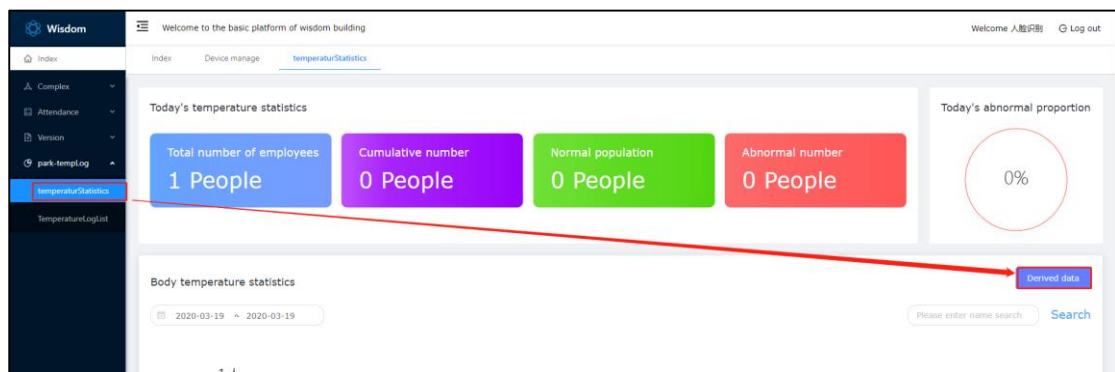 Wisdom
Welcome to the basic platform of wisdom building
Welcome 人脸识别
Log out
Index
Index
Device manage
temperaturStatistics
Complex
Attendance
Version
park-tempLog
temperaturStatistics
TemperatureLogList
Today's temperature statistics
Total number of employees
1 People
Cumulative number
0 People
Normal population
0 People
Abnormal number
0 People
Today's abnormal proportion
0%
Body temperature statistics
Derived data
2020-03-19 ~ 2020-03-19
Please enter name search
Search